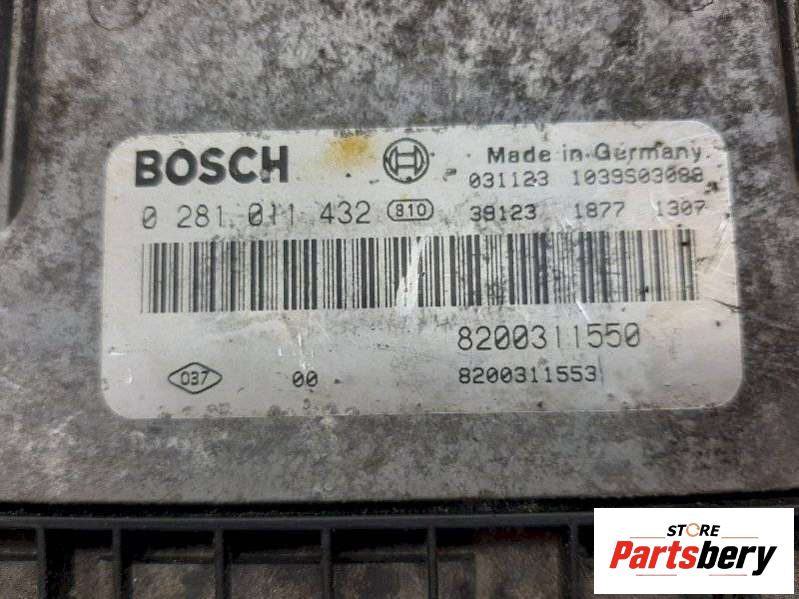 BOSCH
Made in Germany
031123 1039S03088
0 281 011 432 810 39123 1877 1307
8200311550
037 00 8200311553
STORE
Partsbery